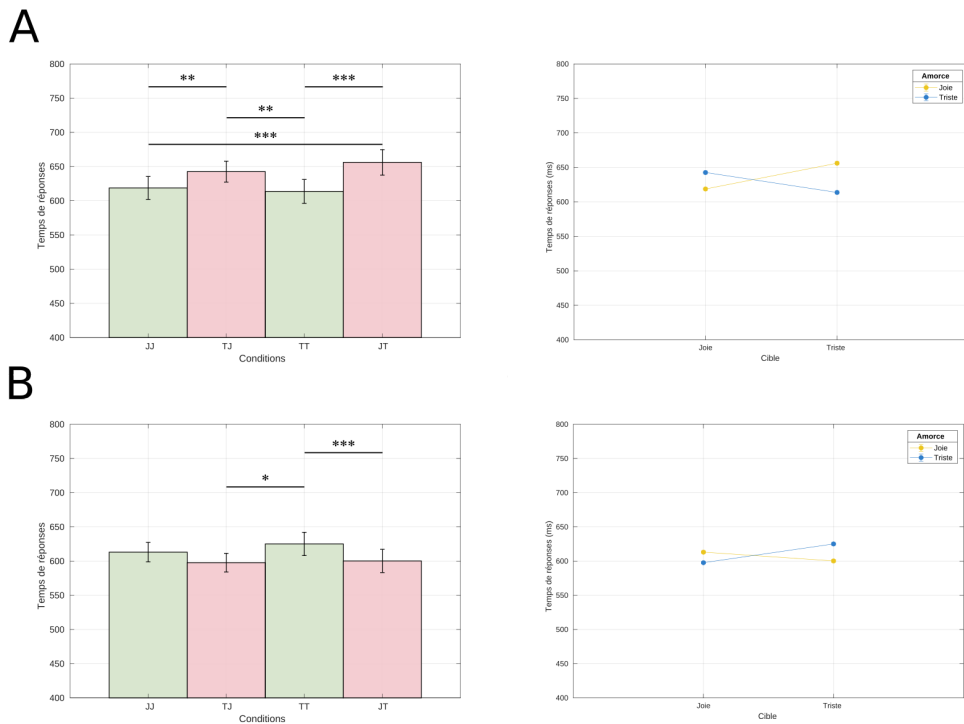 A
800
750
700
650
600
550
500
450
400
Temps de réponses
**
***
**
***
JJ
TJ
TT
JT
Conditions
800
750
700
650
600
550
500
450
400
Temps de réponses (ms)
Amorce
Joie
Triste
Joie
Triste
Cible
B
800
750
700
650
600
550
500
450
400
Temps de réponses
***
*
JJ
TJ
TT
JT
Conditions
800
750
700
650
600
550
500
450
400
Temps de réponses (ms)
Amorce
Joie
Triste
Joie
Triste
Cible